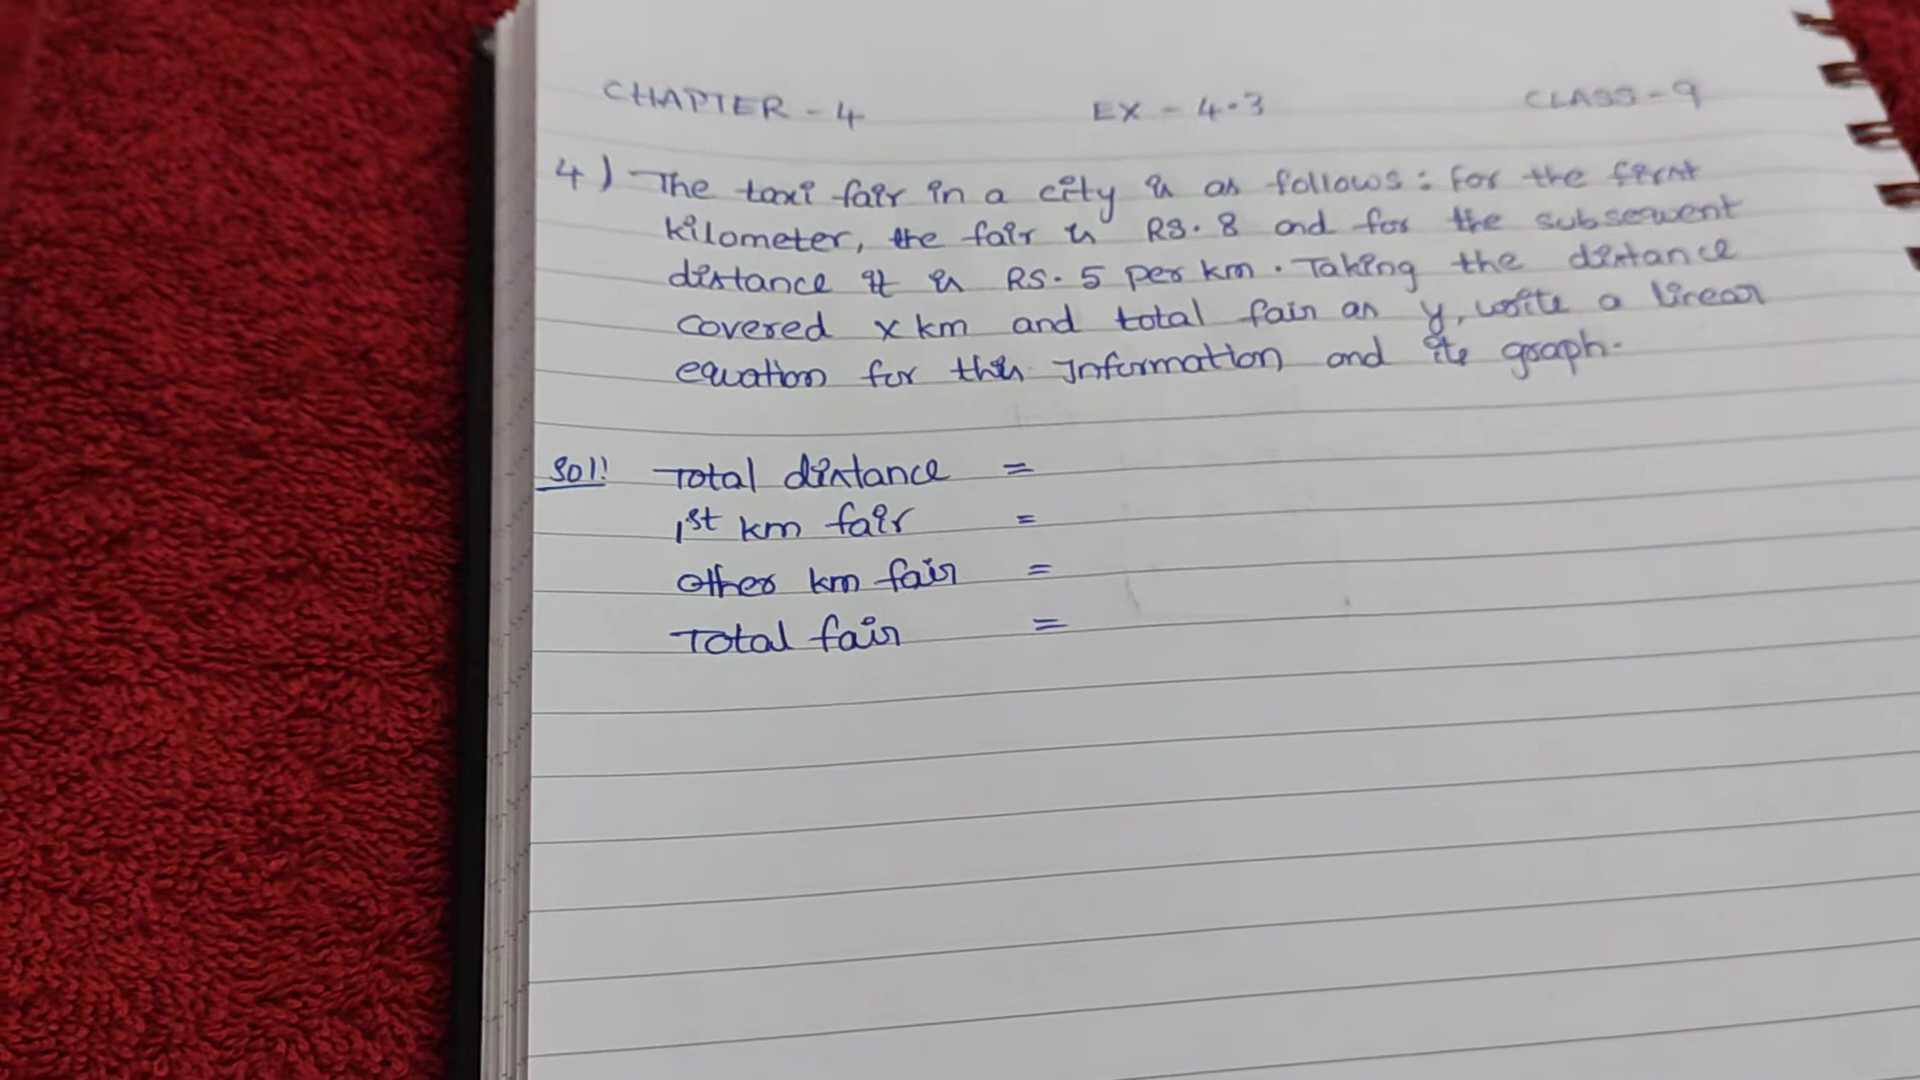 CHAPTER - 4 EX - 4.3 CLASS - 9
4) The taxi fair in a city is as follows: For the first
kilometer, the fair is RS. 8 and for the subsequent
distance it is RS. 5 per km. Taking the distance
covered x km and total fair as y, write a linear
equation for this Information and its graph.
Sol! Total distance =
1st km fair =
other km fair =
Total fair =